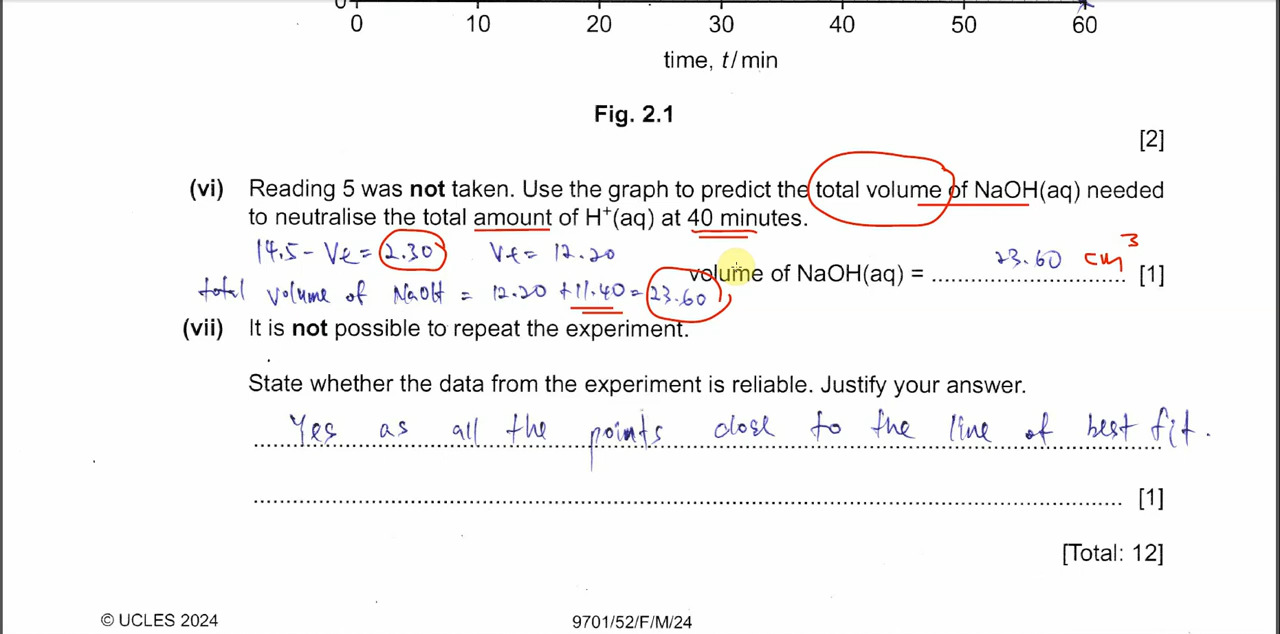 0
0 10 20 30 40 50 60
time, t/min
Fig. 2.1
[2]
(vi) Reading 5 was not taken. Use the graph to predict the total volume of NaOH(aq) needed
to neutralise the total amount of H⁺(aq) at 40 minutes.
14.5 - Vt = 2.30 Vt = 12.20
volume of NaOH(aq) = 23.60 cm³ [1]
total volume of NaOH = 12.20 + 11.40 = 23.60
(vii) It is not possible to repeat the experiment.
State whether the data from the experiment is reliable. Justify your answer.
Yes as all the points close to the line of best fit.
[1]
[Total: 12]
© UCLES 2024 9701/52/F/M/24